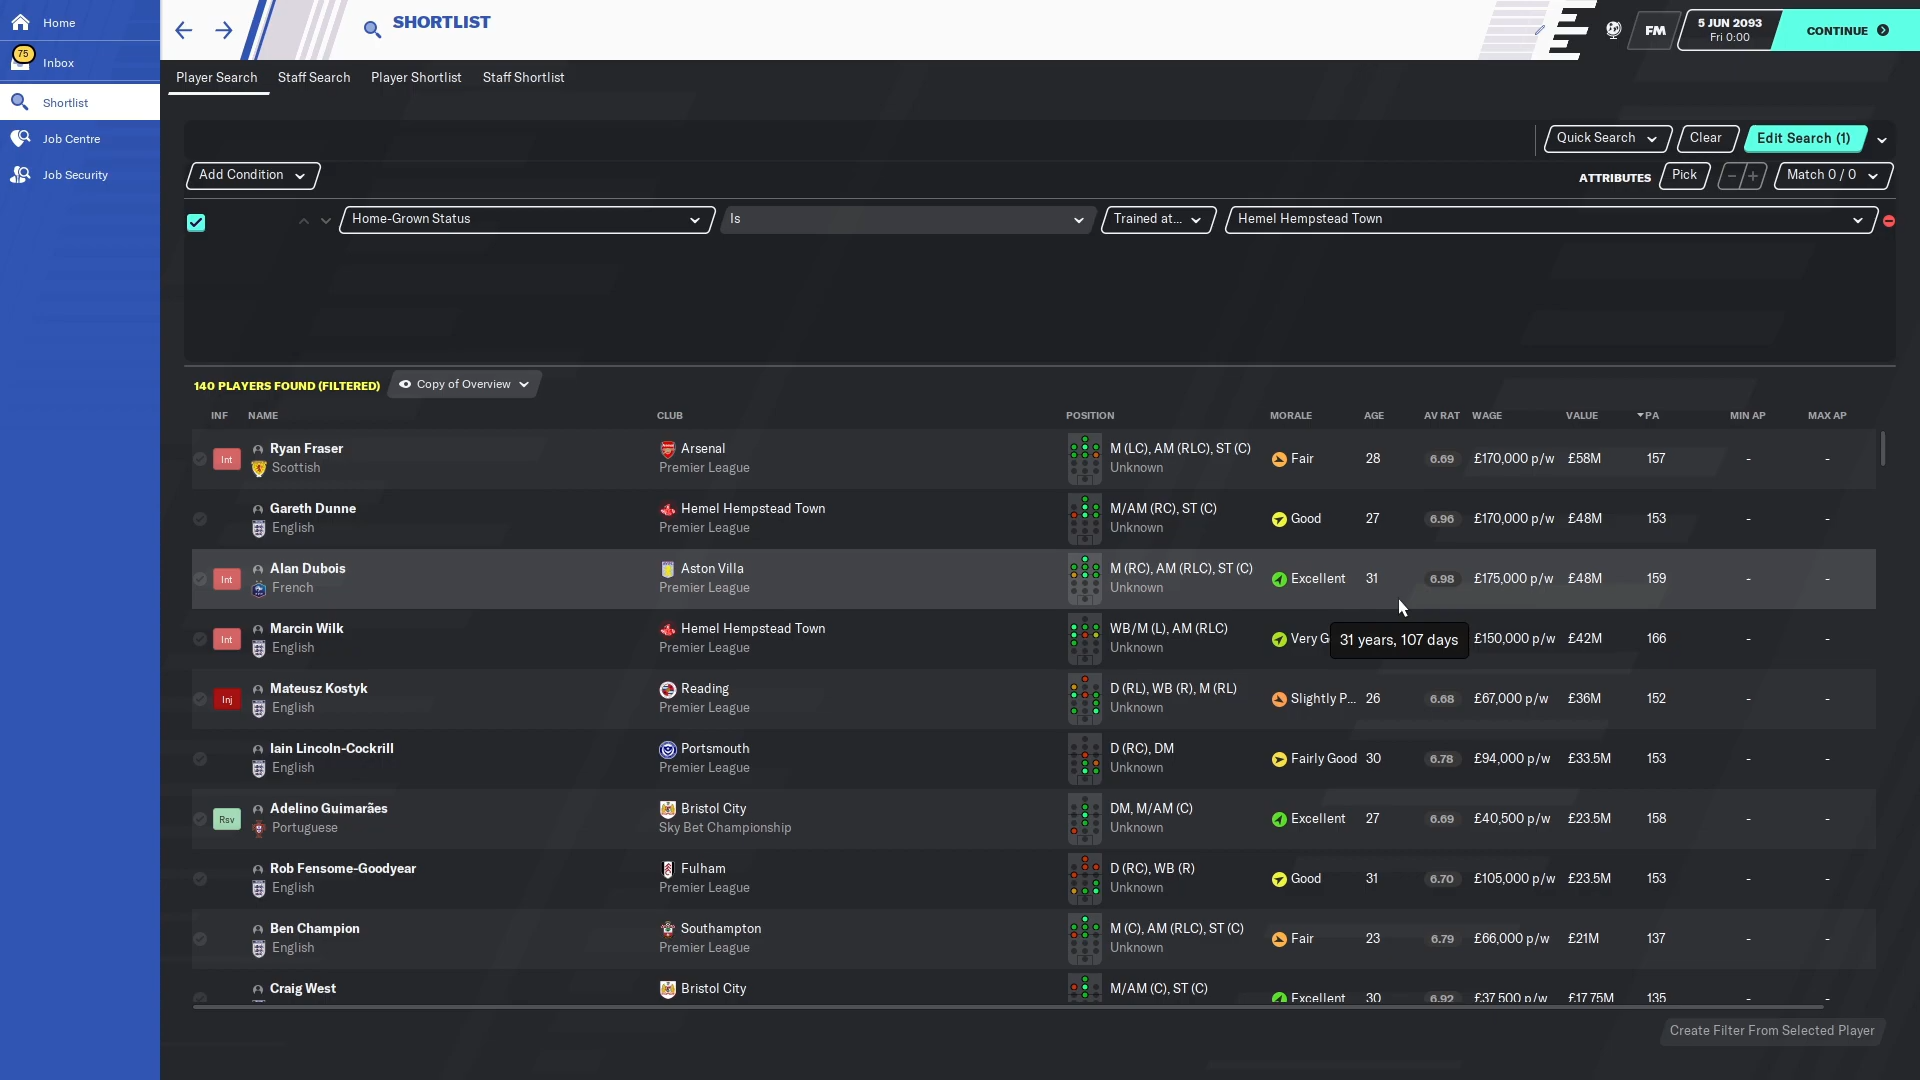 Home
75
Inbox
Shortlist
Job Centre
Job Security
SHORTLIST
FM
5 JUN 2093
Fri 0:00
CONTINUE
Player Search Staff Search Player Shortlist Staff Shortlist
Quick Search Clear Edit Search (1)
Add Condition ATTRIBUTES Pick -/+ Match 0 / 0
Home-Grown Status Is Trained at... Hemel Hempstead Town
140 PLAYERS FOUND (FILTERED) Copy of Overview
INF NAME CLUB POSITION MORALE AGE AV RAT WAGE VALUE PA MIN AP MAX AP
Int Ryan Fraser Arsenal M (LC), AM (RLC), ST (C) Fair 28 6.69 £170,000 p/w £58M 157 - -
Scottish Premier League Unknown
Gareth Dunne Hemel Hempstead Town M/AM (RC), ST (C) Good 27 6.96 £170,000 p/w £48M 153 - -
English Premier League Unknown
Int Alan Dubois Aston Villa M (RC), AM (RLC), ST (C) Excellent 31 6.98 £175,000 p/w £48M 159 - -
French Premier League Unknown
Int Marcin Wilk Hemel Hempstead Town WB/M (L), AM (RLC) Very G 31 years, 107 days £150,000 p/w £42M 166 - -
English Premier League Unknown
Inj Mateusz Kostyk Reading D (RL), WB (R), M (RL) Slightly P... 26 6.68 £67,000 p/w £36M 152 - -
English Premier League Unknown
Iain Lincoln-Cockrill Portsmouth D (RC), DM Fairly Good 30 6.78 £94,000 p/w £33.5M 153 - -
English Premier League Unknown
Rsv Adelino Guimarães Bristol City DM, M/AM (C) Excellent 27 6.69 £40,500 p/w £23.5M 158 - -
Portuguese Sky Bet Championship Unknown
Rob Fensome-Goodyear Fulham D (RC), WB (R) Good 31 6.70 £105,000 p/w £23.5M 153 - -
English Premier League Unknown
Ben Champion Southampton M (C), AM (RLC), ST (C) Fair 23 6.79 £66,000 p/w £21M 137 - -
English Premier League Unknown
Craig West Bristol City M/AM (C), ST (C) Excellent 30 6.92 £37,500 p/w £17.75M 135 - -
Create Filter From Selected Player